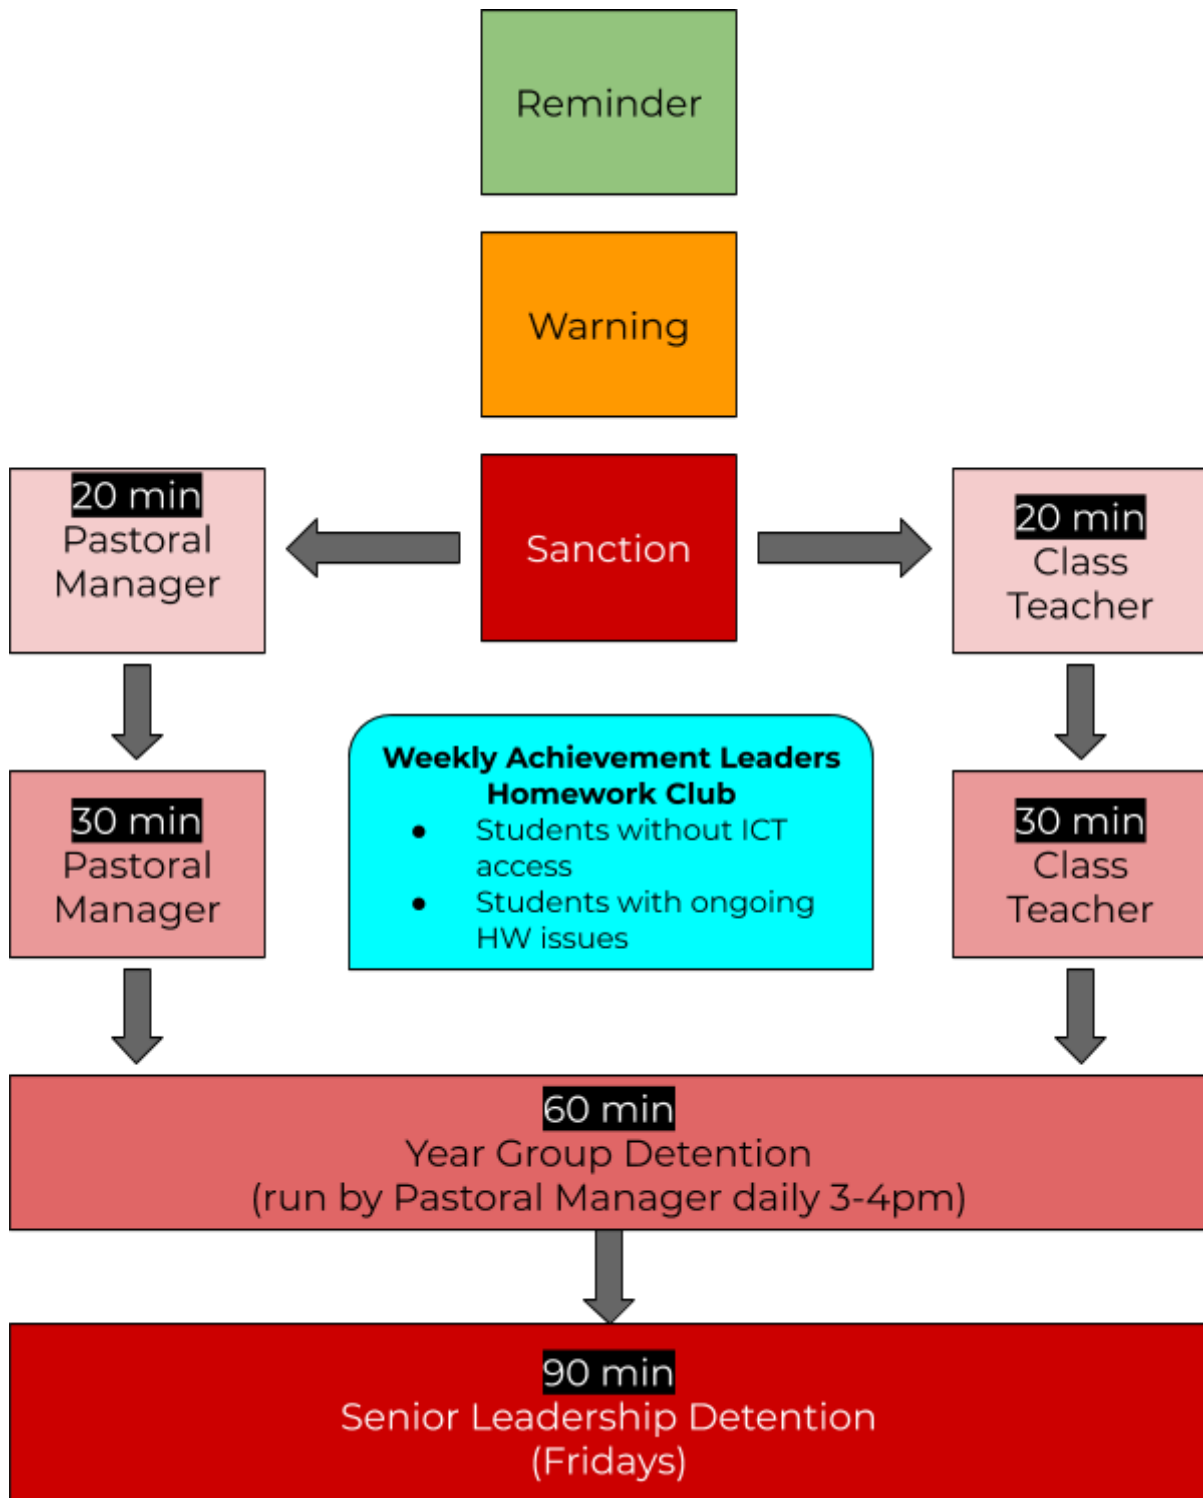 Reminder
Warning
Sanction
20 min
Pastoral
Manager
20 min
Class
Teacher
30 min
Pastoral
Manager
Weekly Achievement Leaders
Homework Club
● Students without ICT
access
● Students with ongoing
HW issues
30 min
Class
Teacher
60 min
Year Group Detention
(run by Pastoral Manager daily 3-4pm)
90 min
Senior Leadership Detention
(Fridays)